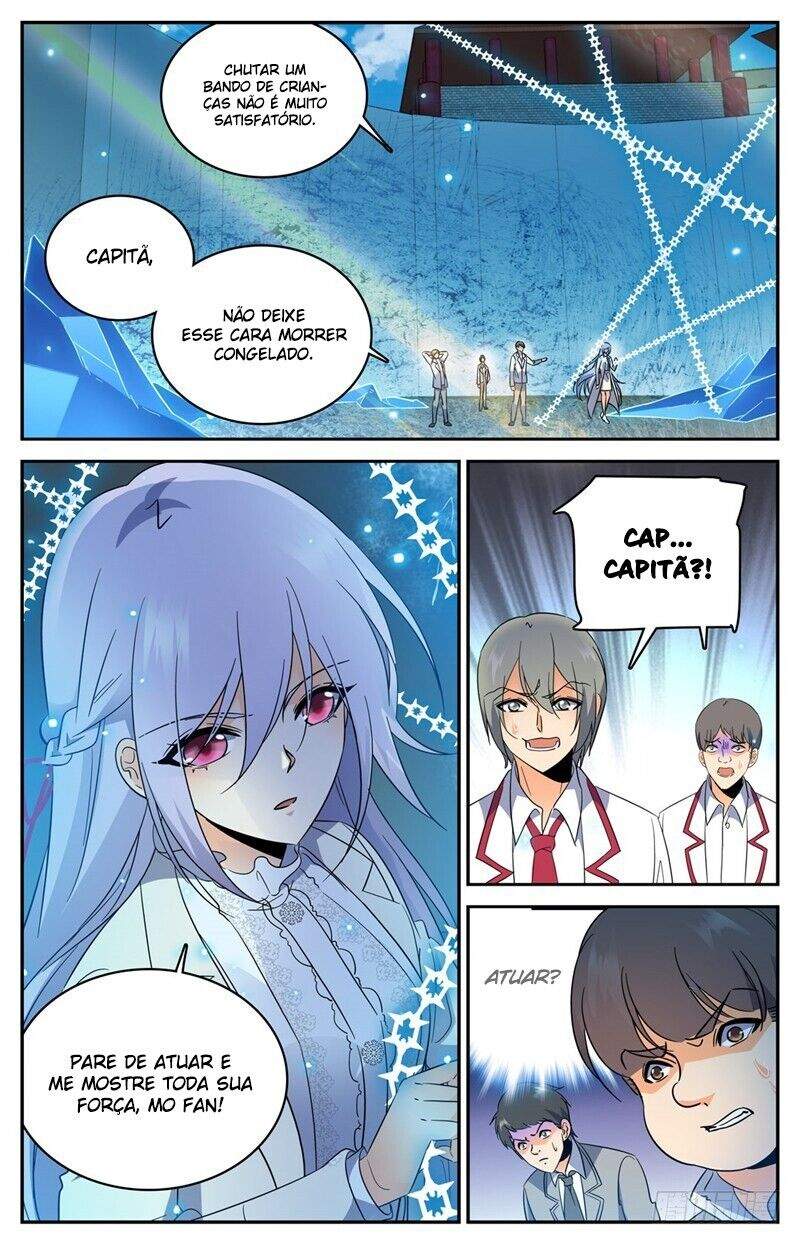 CHUTAR UM
BANDO DE CRIAN-
ÇAS NÃO É MUITO
SATISFATÓRIO.
CAPITÃ,
NÃO DEIXE
ESSE CARA MORRER
CONGELADO.
CAP...
CAPITÃ?!
ATUAR?
PARE DE ATUAR E
ME MOSTRE TODA SUA
FORÇA, MO FAN!